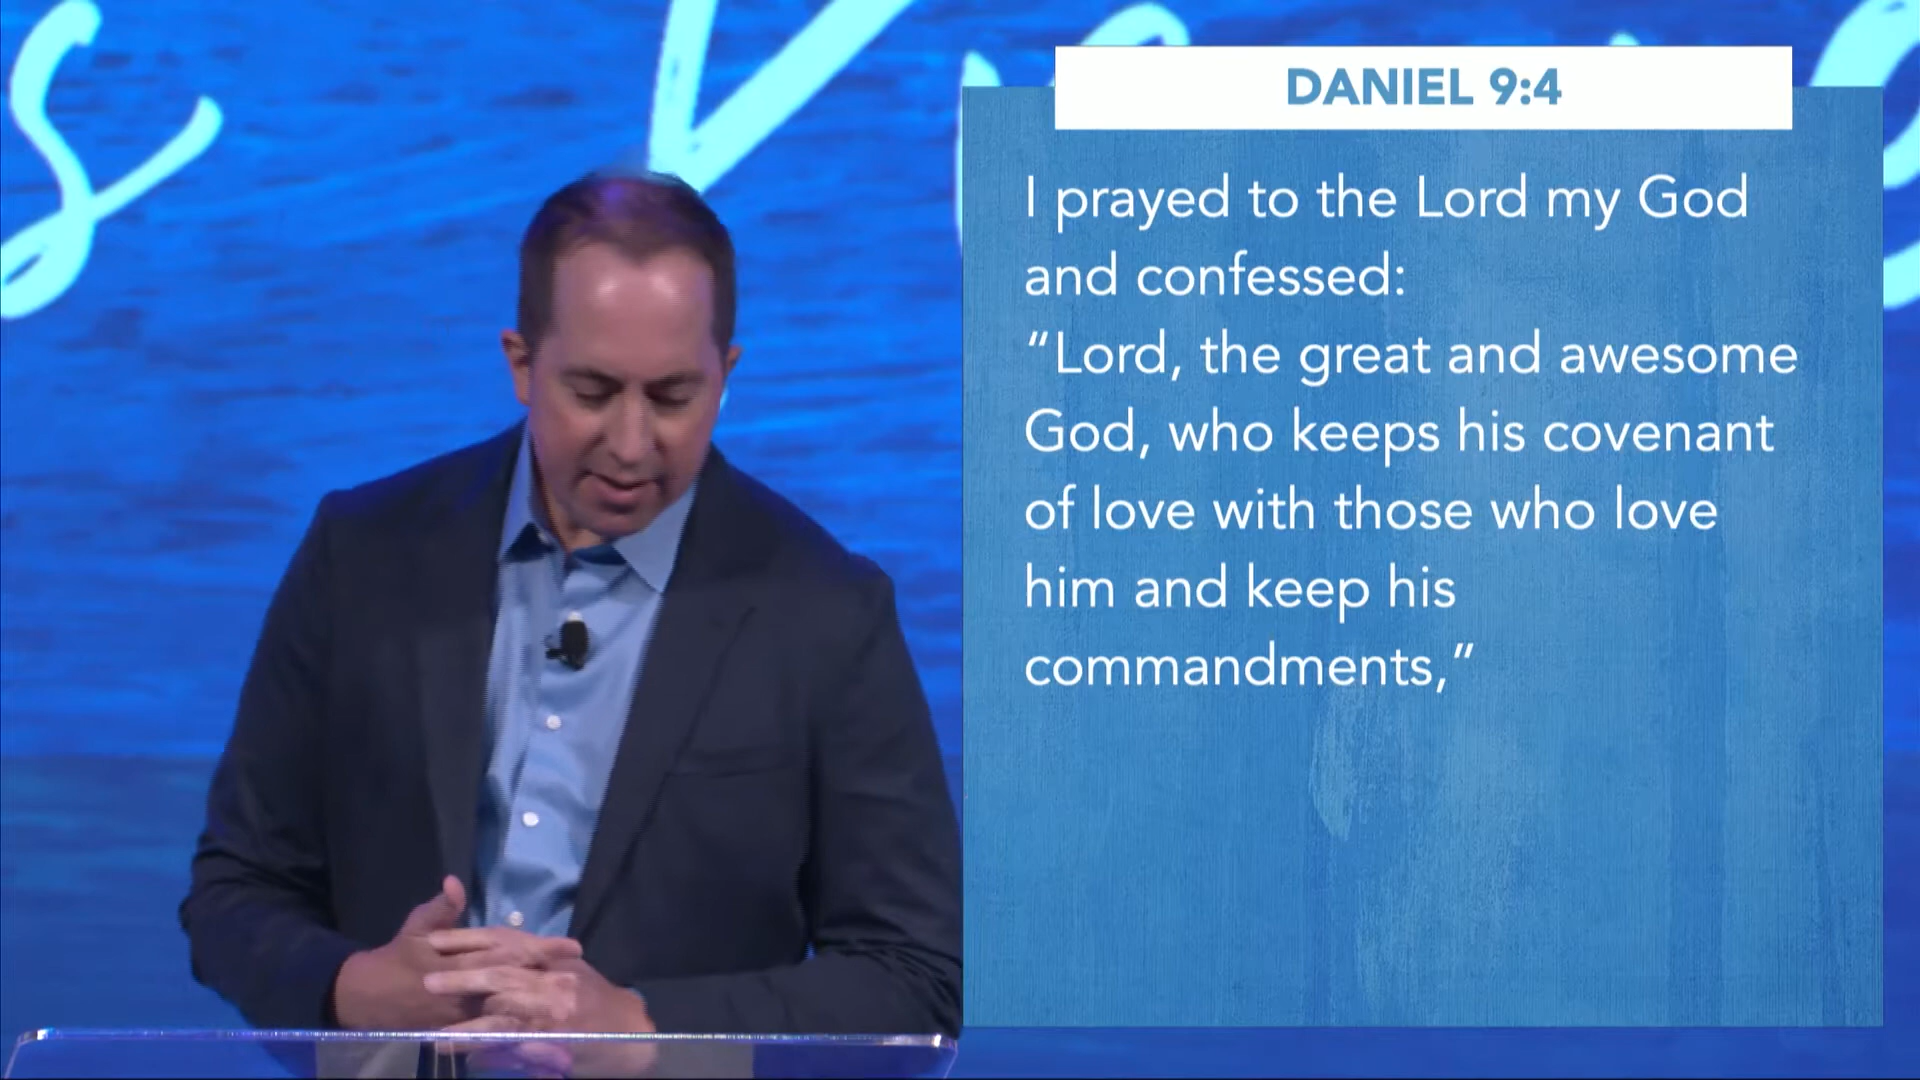 DANIEL 9:4
I prayed to the Lord my God
and confessed:
“Lord, the great and awesome
God, who keeps his covenant
of love with those who love
him and keep his
commandments,”